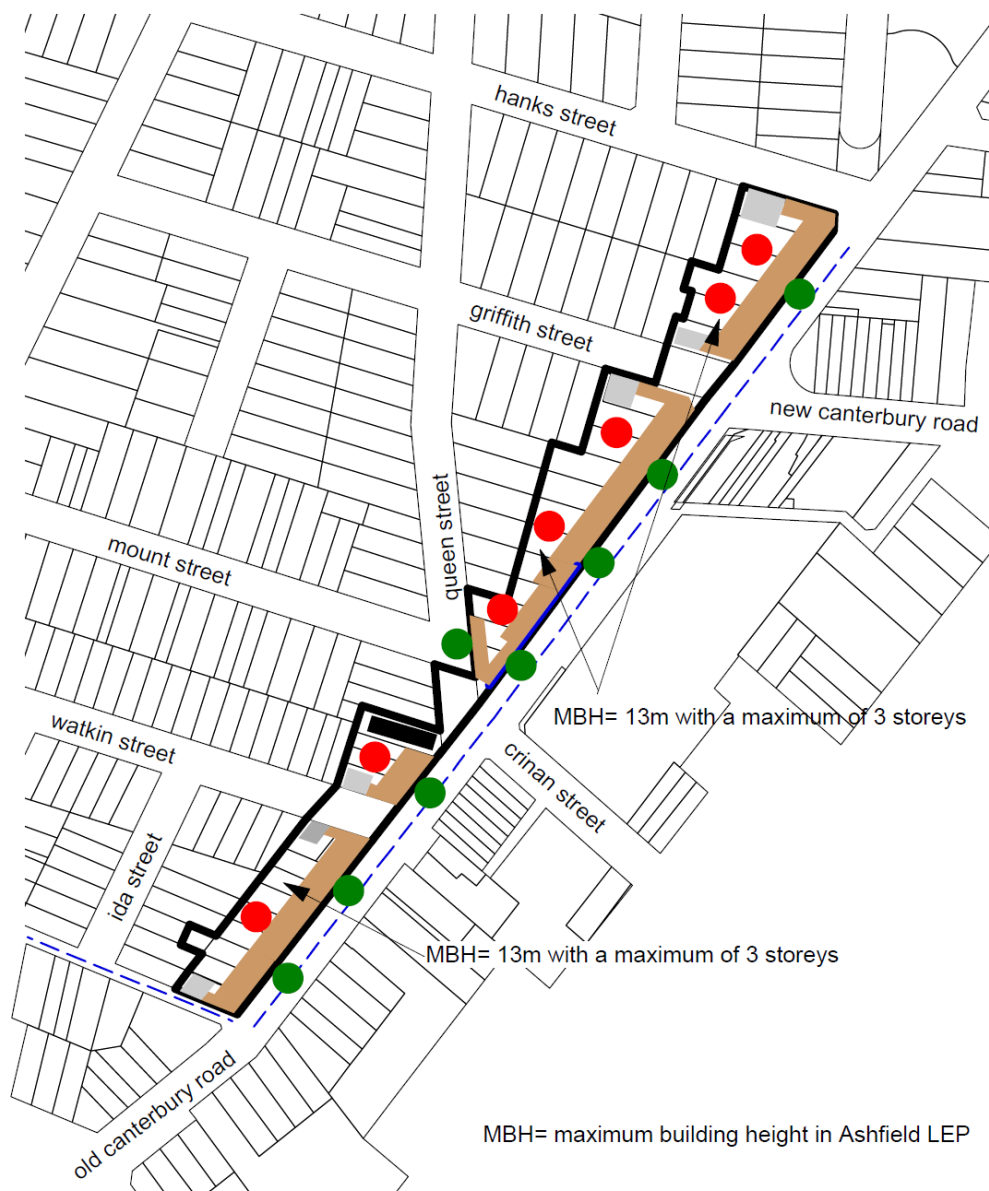 hanks street
griffith street
new canterbury road
queen street
mount street
MBH= 13m with a maximum of 3 storeys
watkin street
crinan street
ida street
MBH= 13m with a maximum of 3 storeys
old canterbury road
MBH= maximum building height in Ashfield LEP